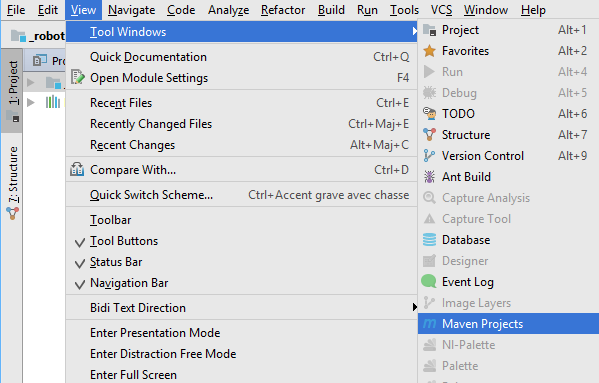 File Edit View Navigate Code Analyze Refactor Build Run Tools VCS Window Help
_robot
1: Project
7: Structure
Pro
Tool Windows
Quick Documentation Ctrl+Q
Open Module Settings F4
Recent Files Ctrl+E
Recently Changed Files Ctrl+Maj+E
Recent Changes Alt+Maj+C
Compare With... Ctrl+D
Quick Switch Scheme... Ctrl+Accent grave avec chasse
Toolbar
Tool Buttons
Status Bar
Navigation Bar
Bidi Text Direction
Enter Presentation Mode
Enter Distraction Free Mode
Enter Full Screen
Project Alt+1
Favorites Alt+2
Run Alt+4
Debug Alt+5
TODO Alt+6
Structure Alt+7
Version Control Alt+9
Ant Build
Capture Analysis
Capture Tool
Database
Designer
Event Log
Image Layers
Maven Projects
NI-Palette
Palette